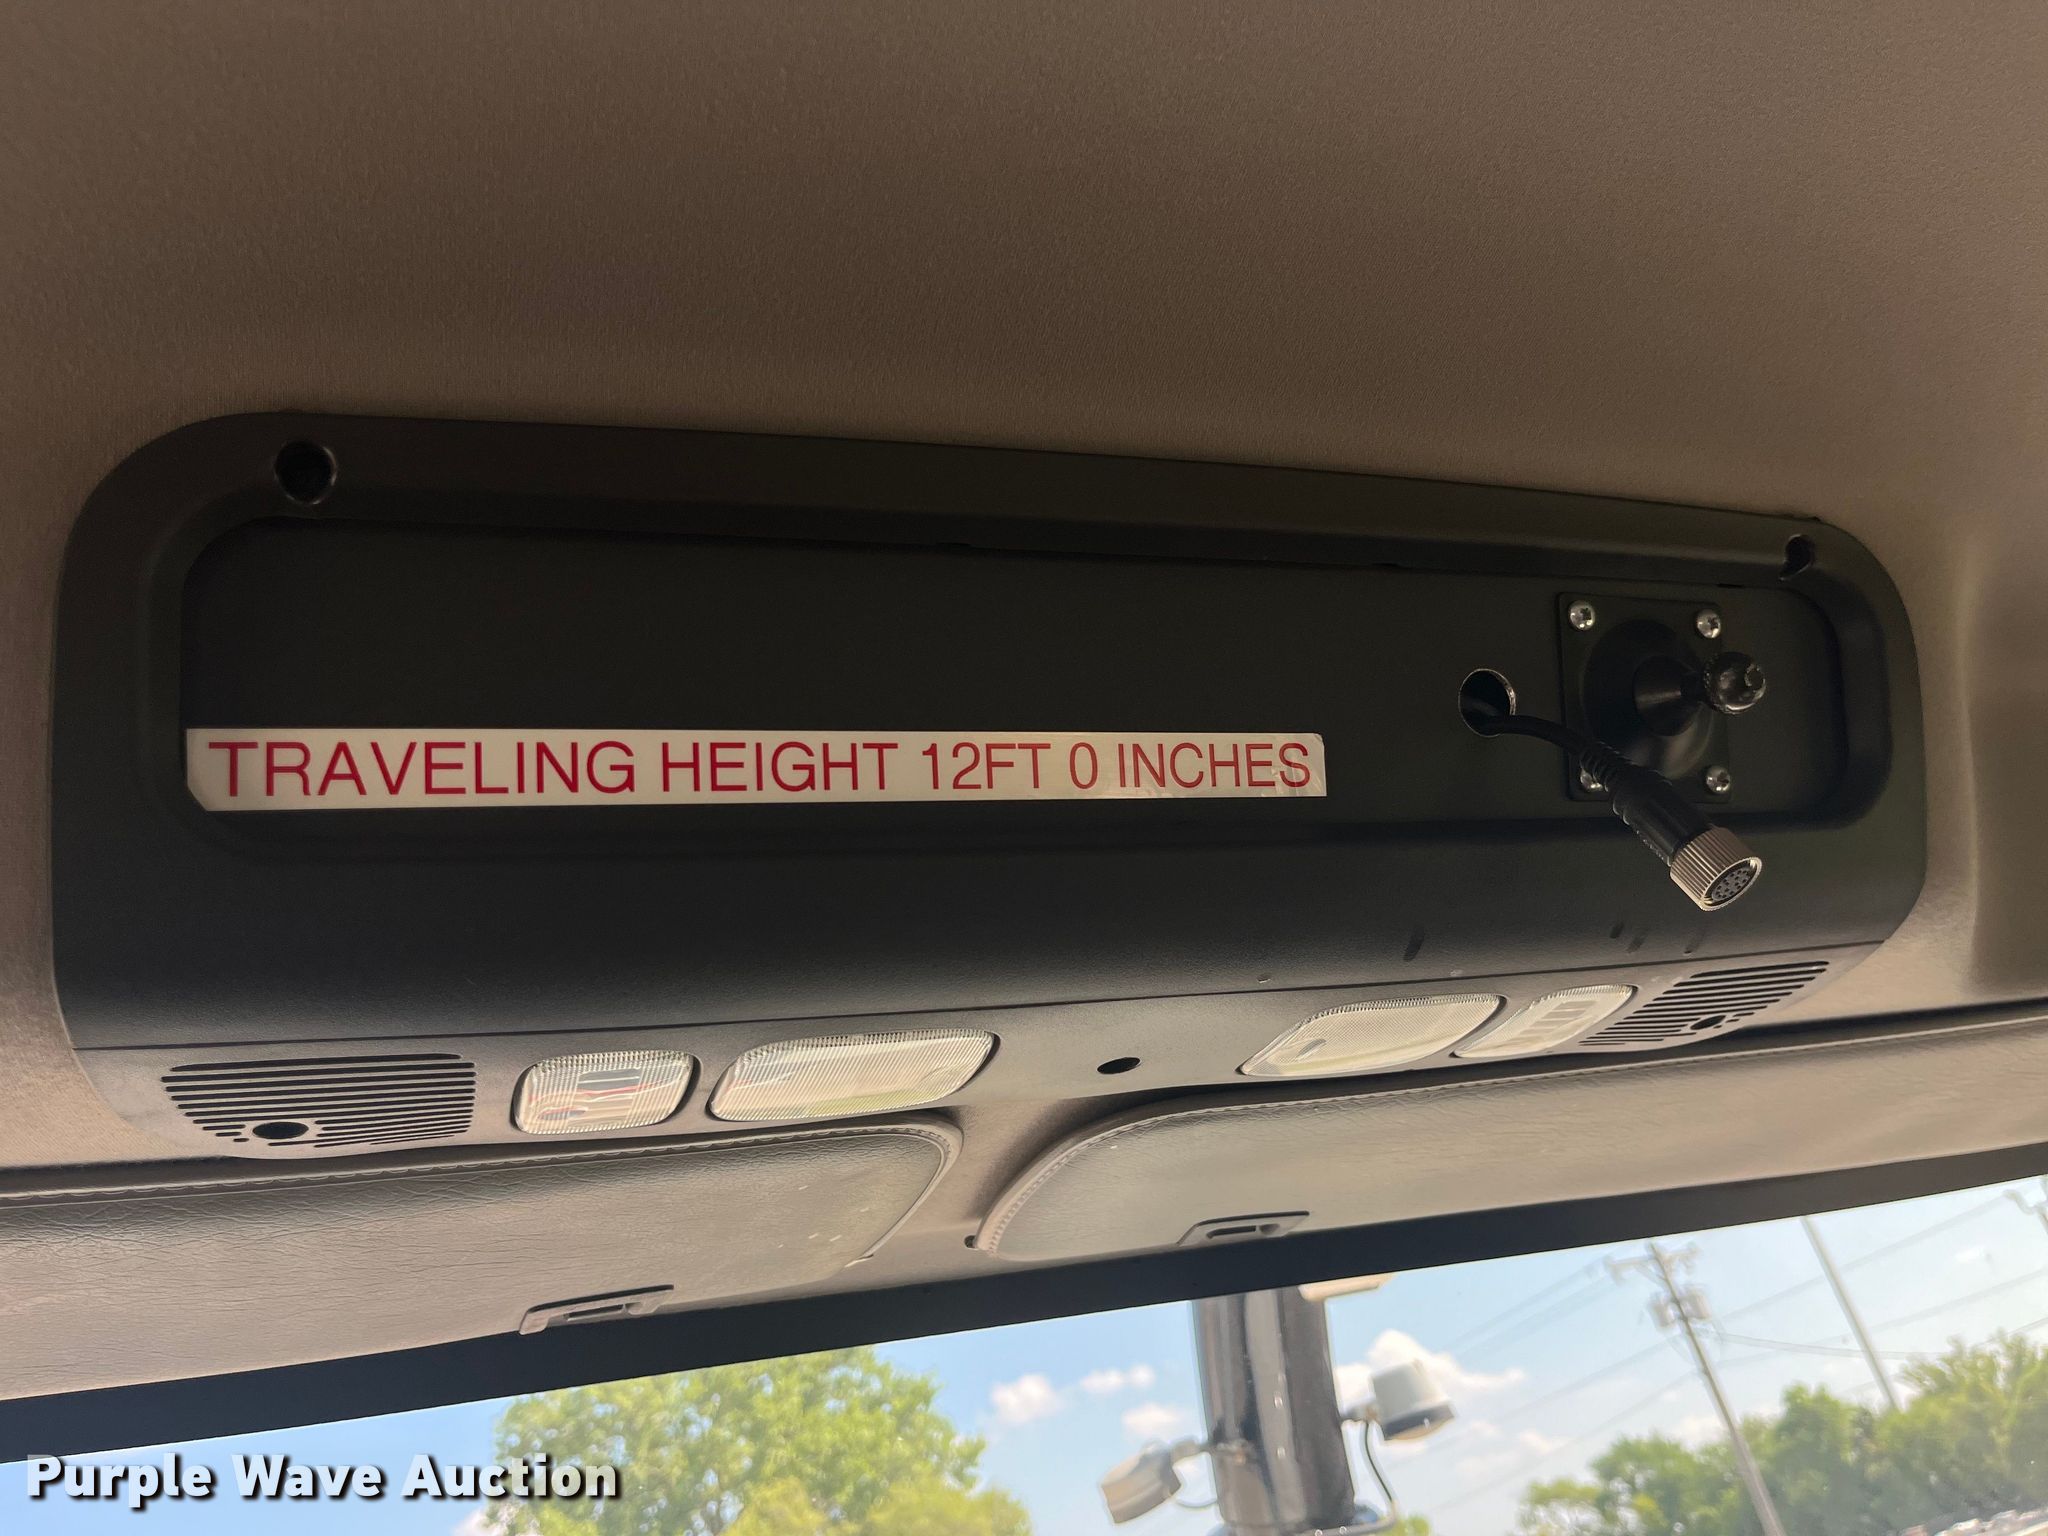 TRAVELING HEIGHT 12FT 0 INCHES
Purple Wave Auction